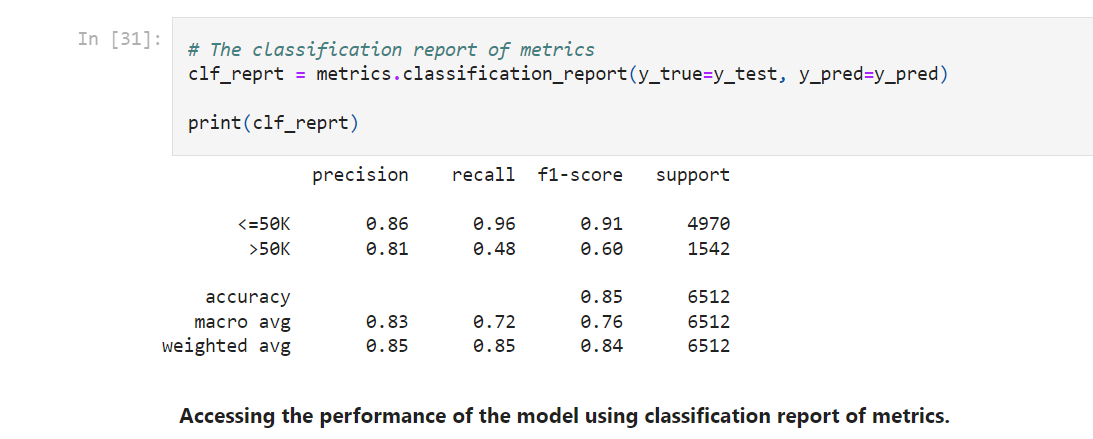 In [31]:
# The classification report of metrics
clf_reprt = metrics.classification_report(y_true=y_test, y_pred=y_pred)
print(clf_reprt)
precision recall f1-score support
<=50K 0.86 0.96 0.91 4970
>50K 0.81 0.48 0.60 1542
accuracy 0.85 6512
macro avg 0.83 0.72 0.76 6512
weighted avg 0.85 0.85 0.84 6512
Accessing the performance of the model using classification report of metrics.